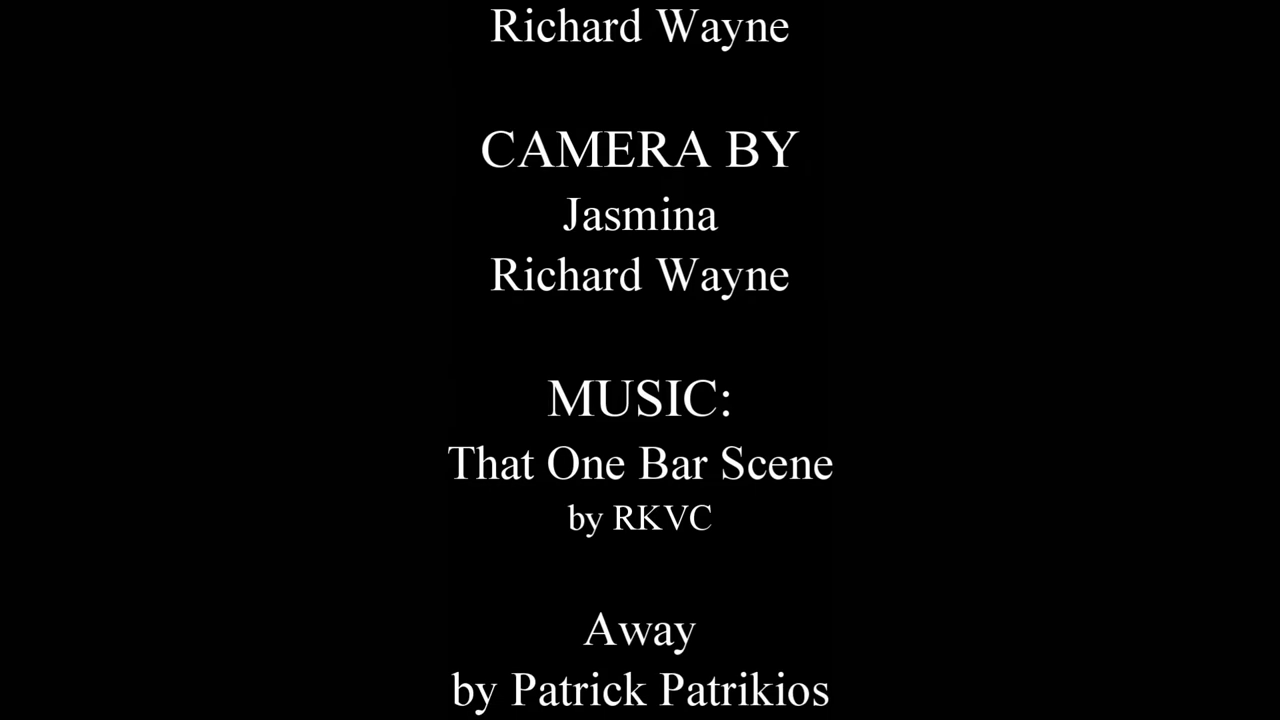 Richard Wayne
CAMERA BY
Jasmina
Richard Wayne
MUSIC:
That One Bar Scene
by RKVC
Away
by Patrick Patrikios